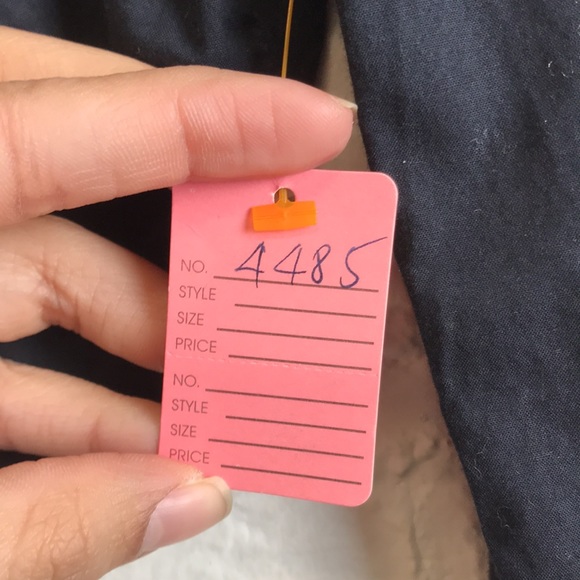 NO. 4485
STYLE
SIZE
PRICE
NO.
STYLE
SIZE
PRICE